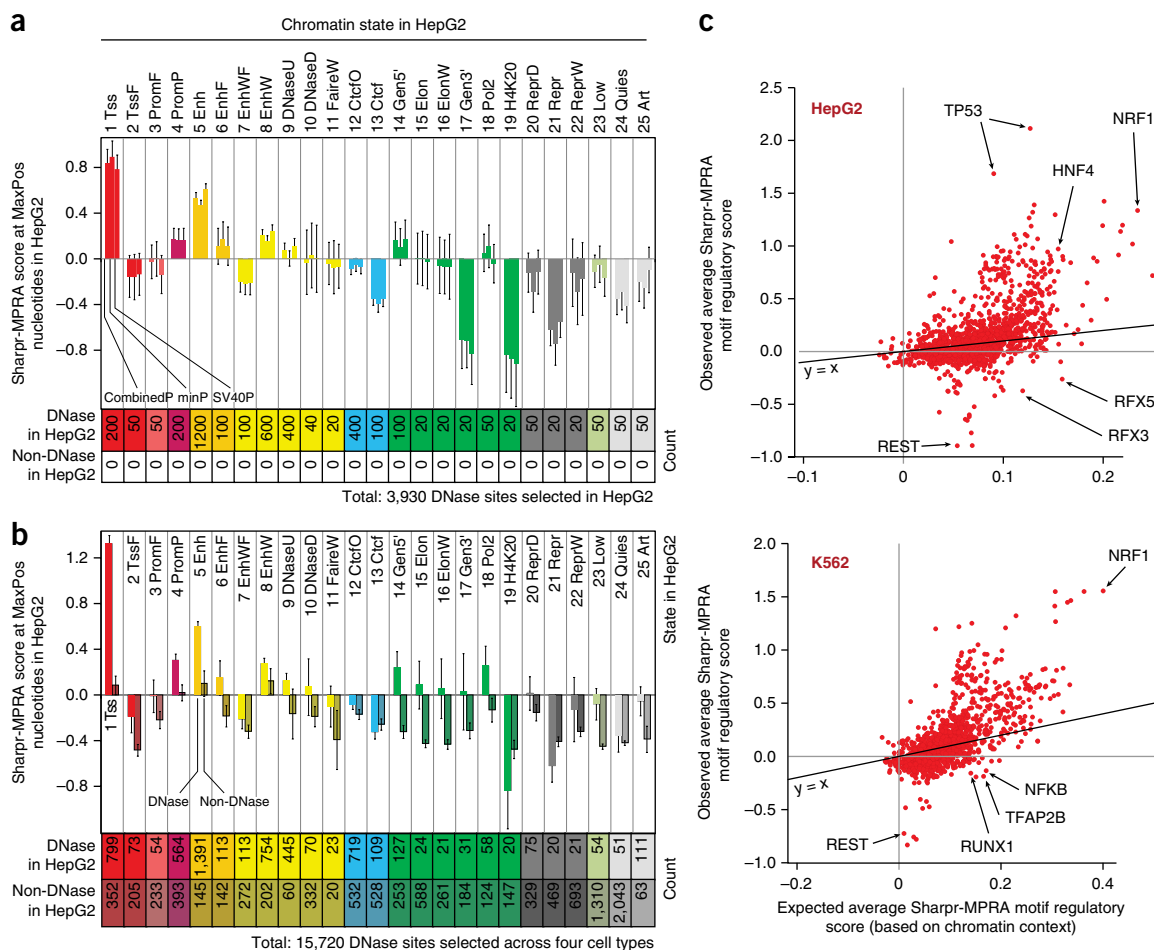 a
Chromatin state in HepG2
1 Tss
2 TssF
3 PromF
4 PromP
5 Enh
6 EnhF
7 EnhWF
8 EnhW
9 DNaseU
10 DNaseD
11 FaireW
12 CtcfO
13 Ctcf
14 Gen5'
15 Elon
16 ElonW
17 Gen3'
18 Pol2
19 H4K20
20 ReprD
21 Repr
22 ReprW
23 Low
24 Quies
25 Art
Sharpr-MPRA score at MaxPos
nucleotides in HepG2
0.8
0.4
0.0
−0.4
−0.8
CombinedP minP SV40P
DNase
in HepG2
200 50 50 200 1200 100 100 600 400 40 20 400 100 100 20 20 20 50 20 50 20 20 50 50 50
Non-DNase
in HepG2
0 0 0 0 0 0 0 0 0 0 0 0 0 0 0 0 0 0 0 0 0 0 0 0 0
Count
Total: 3,930 DNase sites selected in HepG2
b
1 Tss
2 TssF
3 PromF
4 PromP
5 Enh
6 EnhF
7 EnhWF
8 EnhW
9 DNaseU
10 DNaseD
11 FaireW
12 CtcfO
13 Ctcf
14 Gen5'
15 Elon
16 ElonW
17 Gen3'
18 Pol2
19 H4K20
20 ReprD
21 Repr
22 ReprW
23 Low
24 Quies
25 Art
State in HepG2
Sharpr-MPRA score at MaxPos
nucleotides in HepG2
1.2
0.8
0.4
0.0
−0.4
−0.8
DNase
Non-DNase
DNase
in HepG2
799 73 54 564 1,391 113 113 754 445 70 23 719 109 127 24 21 31 58 20 75 20 21 54 51 111
Non-DNase
in HepG2
352 205 233 393 145 142 272 202 60 332 20 532 528 253 588 261 184 124 147 329 469 693 1,310 2,043 63
Count
Total: 15,720 DNase sites selected across four cell types
c
HepG2
Observed average Sharpr-MPRA
motif regulatory score
2.5
2.0
1.5
1.0
0.5
0.0
−0.5
−1.0
TP53
NRF1
HNF4
y = x
RFX5
RFX3
REST
−0.1
0
0.1
0.2
K562
Observed average Sharpr-MPRA
motif regulatory score
2.0
1.5
1.0
0.5
0.0
−0.5
−1.0
NRF1
y = x
NFKB
TFAP2B
RUNX1
REST
−0.2
0
0.2
0.4
Expected average Sharpr-MPRA motif regulatory
score (based on chromatin context)